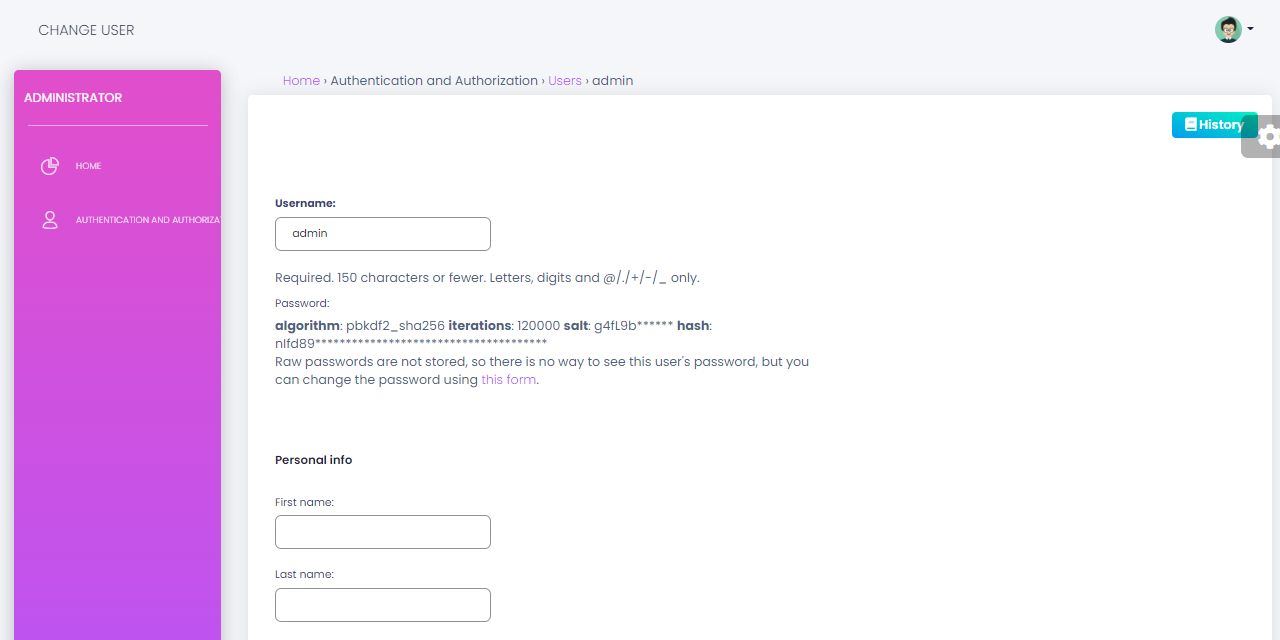 CHANGE USER
Home › Authentication and Authorization › Users › admin
ADMINISTRATOR
HOME
AUTHENTICATION AND AUTHORIZAT
History
Username:
admin
Required. 150 characters or fewer. Letters, digits and @/./+/-/_ only.
Password:
algorithm: pbkdf2_sha256 iterations: 120000 salt: g4fL9b****** hash:
nlfd89**************************************
Raw passwords are not stored, so there is no way to see this user's password, but you
can change the password using this form.
Personal info
First name:
Last name: